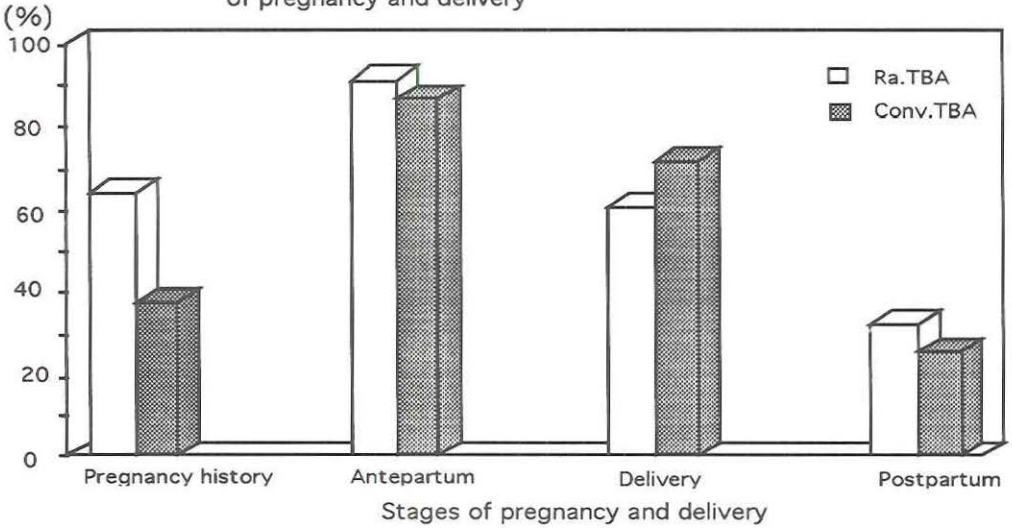 of pregnancy and delivery
(%)
100
80
60
40
20
0
Ra.TBA
Conv.TBA
Pregnancy history Antepartum Delivery Postpartum
Stages of pregnancy and delivery